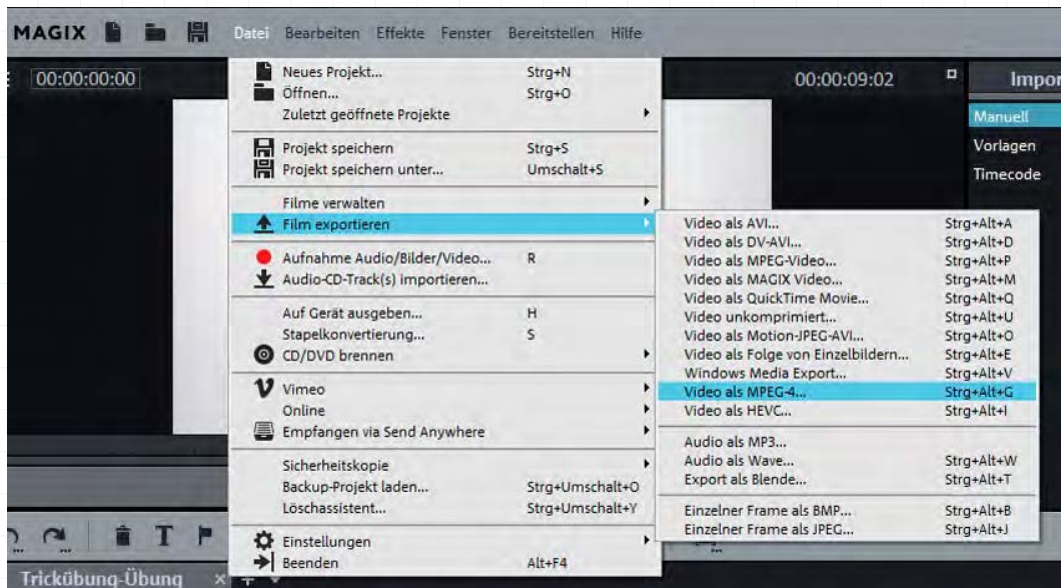 MAGIX Datei Bearbeiten Effekte Fenster Bereitstellen Hilfe
00:00:00:00
00:00:09:02
Manuell
Vorlagen
Timecode
Neues Projekt... Strg+N
Öffnen... Strg+O
Zuletzt geöffnete Projekte
Projekt speichern Strg+S
Projekt speichern unter... Umschalt+S
Filme verwalten
Film exportieren
Aufnahme Audio/Bilder/Video... R
Audio-CD-Track(s) importieren...
Auf Gerät ausgeben... H
Stapelkonvertierung... S
CD/DVD brennen
Vimeo
Online
Empfangen via Send Anywhere
Sicherheitskopie
Backup-Projekt laden... Strg+Umschalt+O
Löschassistent... Strg+Umschalt+Y
Einstellungen
Beenden Alt+F4
Video als AVI... Strg+Alt+A
Video als DV-AVI... Strg+Alt+D
Video als MPEG-Video... Strg+Alt+P
Video als MAGIX Video... Strg+Alt+M
Video als QuickTime Movie... Strg+Alt+Q
Video unkomprimiert... Strg+Alt+U
Video als Motion-JPEG-AVI... Strg+Alt+O
Video als Folge von Einzelbildern... Strg+Alt+E
Windows Media Export... Strg+Alt+V
Video als MPEG-4... Strg+Alt+G
Video als HEVC... Strg+Alt+I
Audio als MP3...
Audio als Wave... Strg+Alt+W
Export als Blende... Strg+Alt+T
Einzelner Frame als BMP... Strg+Alt+B
Einzelner Frame als JPEG... Strg+Alt+J
Trickübung-Übung